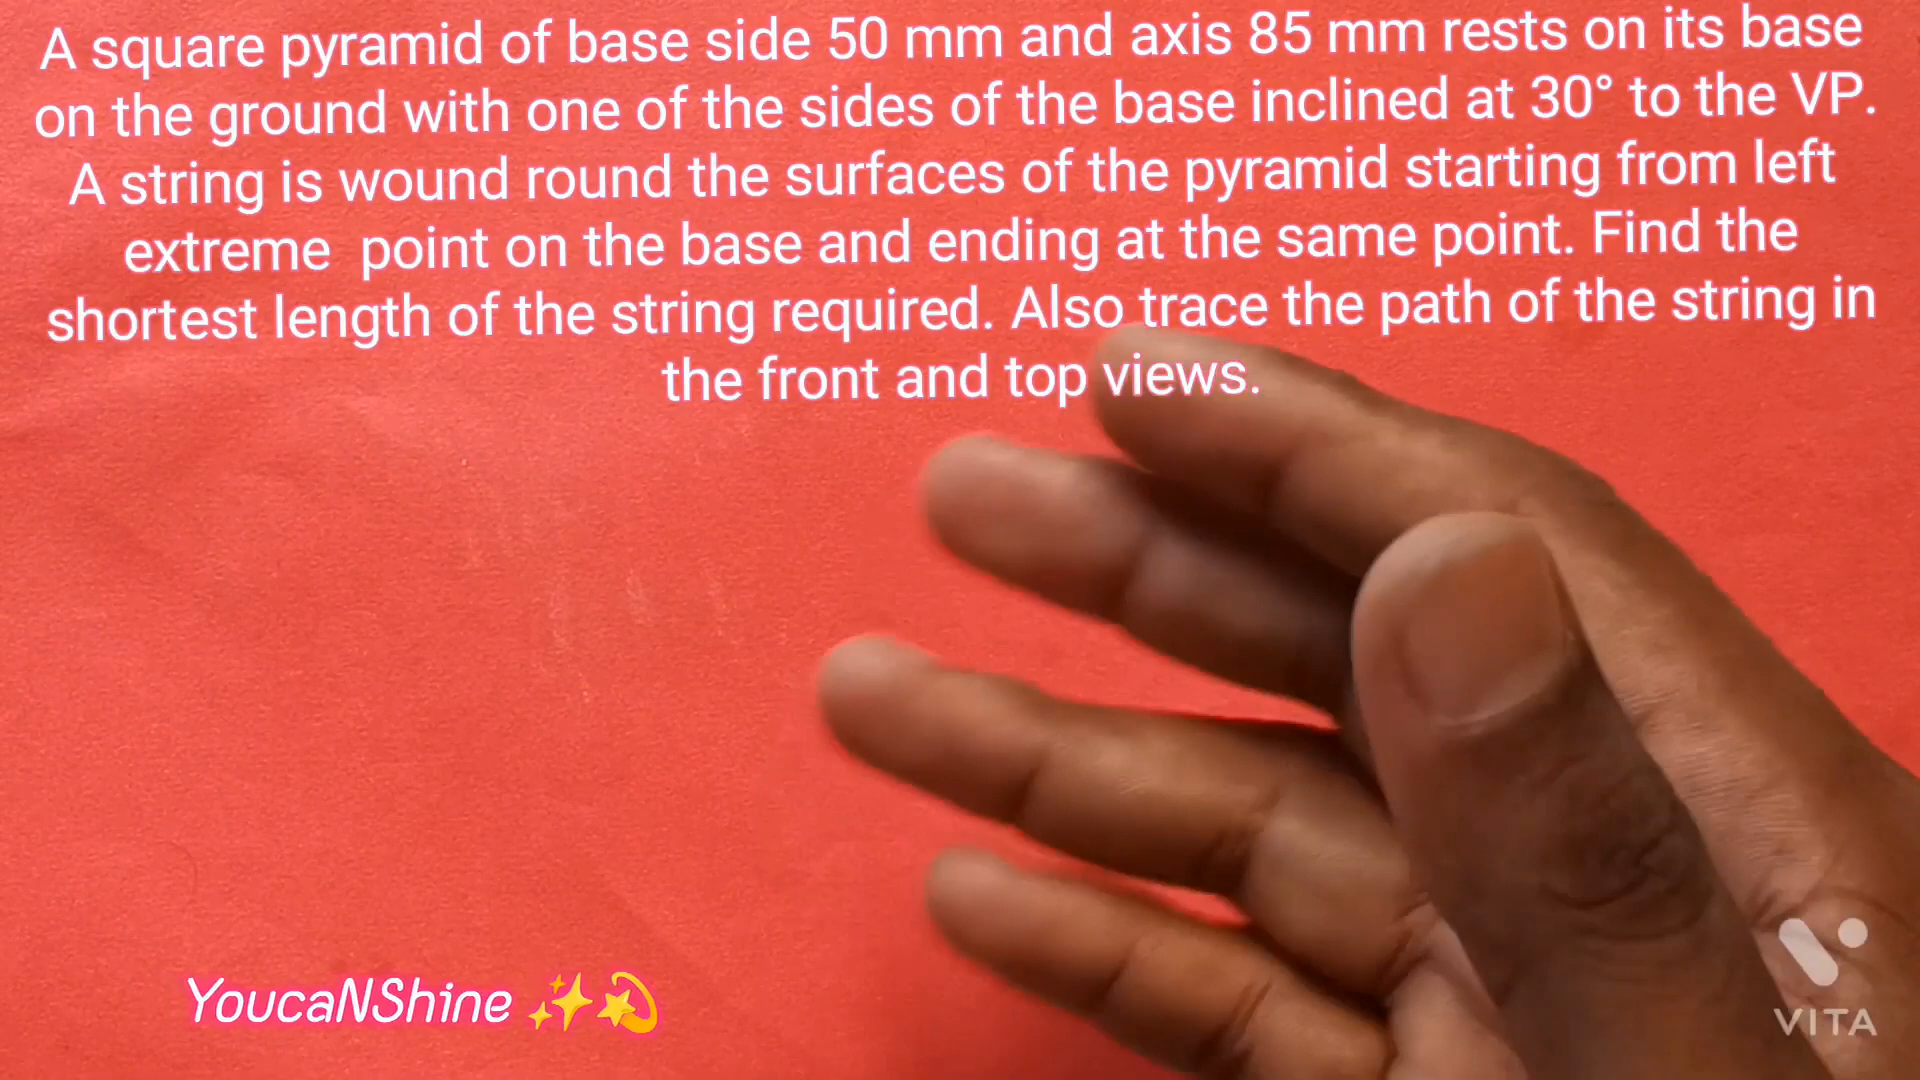 A square pyramid of base side 50 mm and axis 85 mm rests on its base
on the ground with one of the sides of the base inclined at 30° to the VP.
A string is wound round the surfaces of the pyramid starting from left
extreme point on the base and ending at the same point. Find the
shortest length of the string required. Also trace the path of the string in
the front and top views.
YoucaNShine ✨💫
VITA